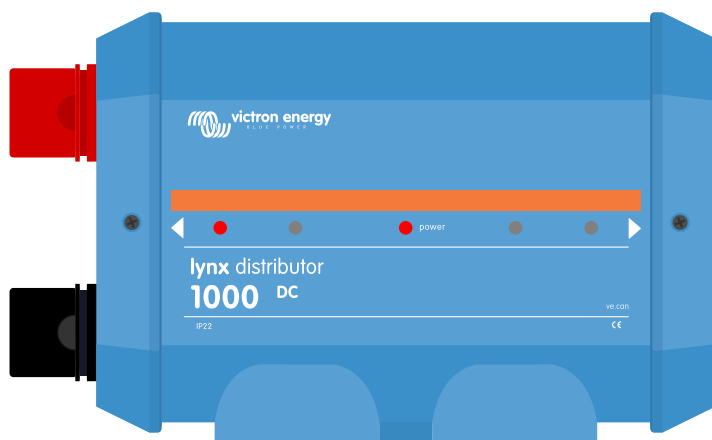 victron energy
BLUE POWER
power
lynx distributor
1000 DC
ve.can
IP22
CE